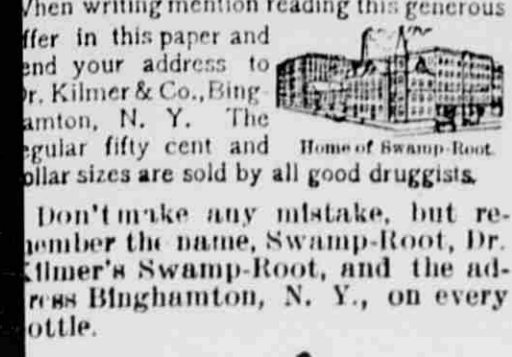 When writing mention reading this generous
ffer in this paper and
end your address to
r. Kilmer & Co., Bing-
amton, N. Y. The
egular fifty cent and
ollar sizes are sold by all good druggists.
Home of Swamp-Root.
Don't make any mistake, but re-
ember the name, Swamp-Root, Dr.
Kilmer's Swamp-Root, and the ad-
ress Binghamton, N. Y., on every
ottle.